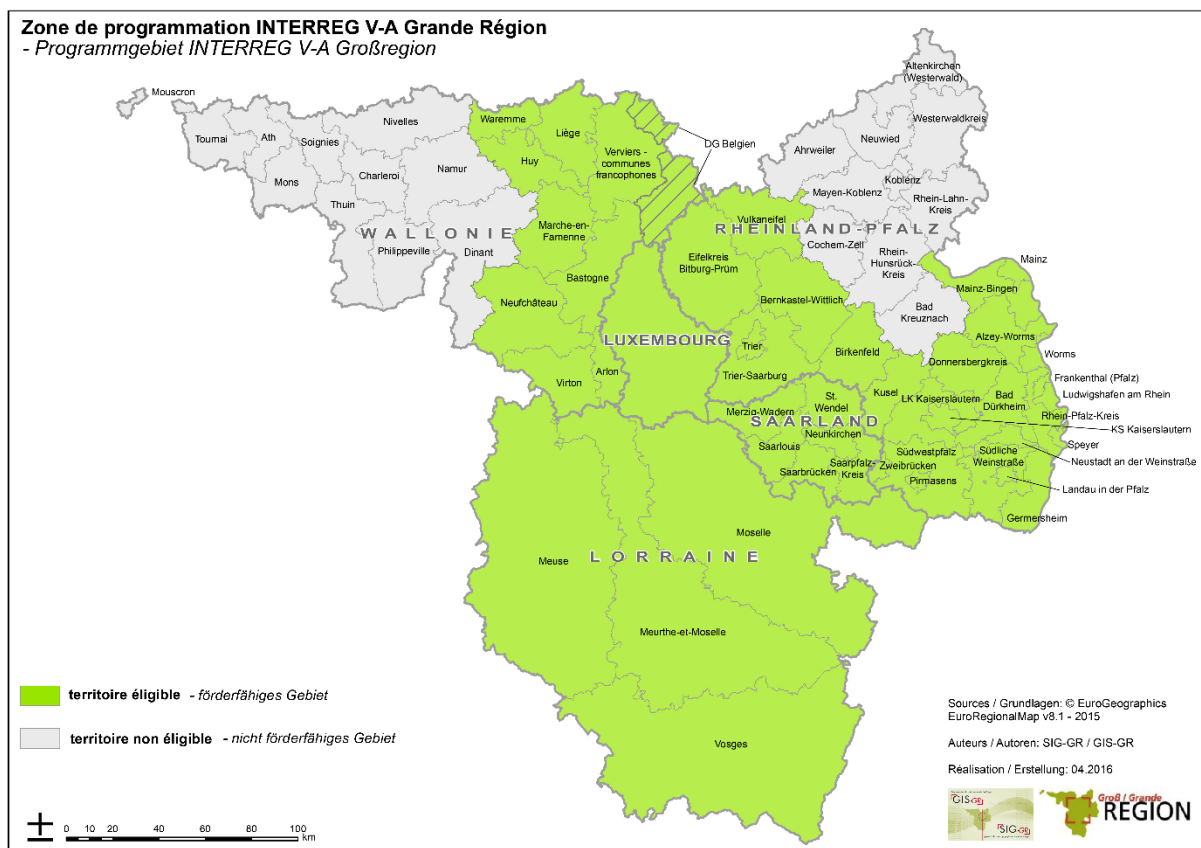 Zone de programmation INTERREG V-A Grande Région
- Programmgebiet INTERREG V-A Großregion
Mouscron
Tournai
Ath
Soignies
Nivelles
Mons
Charleroi
Namur
Thuin
Philippeville
Dinant
WALLONIE
Waremme
Liège
Huy
Verviers -
communes
francophones
DG Belgien
Marche-en-
Famenne
Bastogne
Neufchâteau
Virton
Arlon
LUXEMBOURG
Altenkirchen
(Westerwald)
Westerwaldkreis
Neuwied
Ahrweiler
Koblenz
Mayen-Koblenz
Rhein-Lahn-
Kreis
Vulkaneifel
RHEINLAND-PFALZ
Cochem-Zell
Rhein-
Hunsrück-
Kreis
Eifelkreis
Bitburg-Prüm
Bernkastel-Wittlich
Bad
Kreuznach
Mainz
Mainz-Bingen
Alzey-Worms
Worms
Trier
Trier-Saarburg
Birkenfeld
Donnersbergkreis
Frankenthal (Pfalz)
Ludwigshafen am Rhein
Kusel
LK Kaiserslautern
Bad
Dürkheim
Rhein-Pfalz-Kreis
KS Kaiserslautern
Speyer
Neustadt an der Weinstraße
Südwestpfalz
Zweibrücken
Pirmasens
Südliche
Weinstraße
Landau in der Pfalz
Germersheim
Merzig-Wadern
St.
Wendel
SAARLAND
Neunkirchen
Saarlouis
Saarbrücken
Saarpfalz-
Kreis
Moselle
LORRAINE
Meuse
Meurthe-et-Moselle
Vosges
territoire éligible - förderfähiges Gebiet
territoire non éligible - nicht förderfähiges Gebiet
0 10 20 40 60 80 100
km
Sources / Grundlagen: © EuroGeographics
EuroRegionalMap v8.1 - 2015
Auteurs / Autoren: SIG-GR / GIS-GR
Réalisation / Erstellung: 04.2016
GIS-GR
SIG-GR
Groß / Grande
REGION